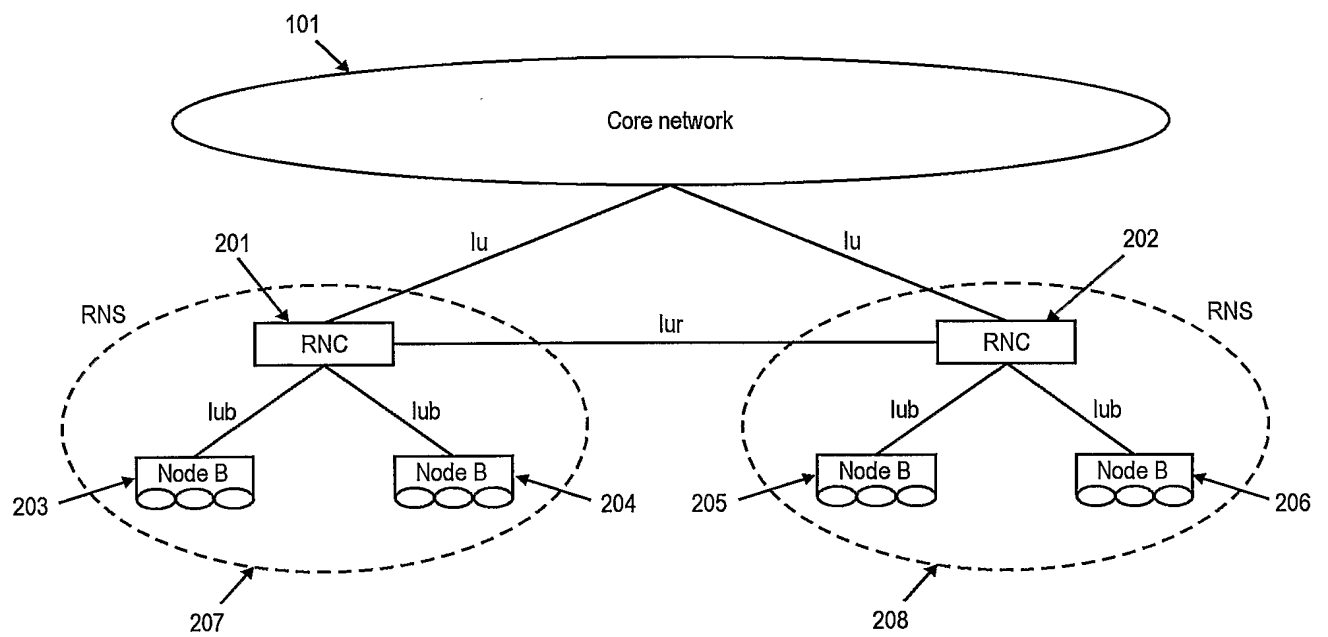 101
Core network
Iu
Iu
201
202
RNS
RNS
RNC
Iur
RNC
Iub
Iub
Iub
Iub
Node B
Node B
Node B
Node B
203
204
205
206
207
208